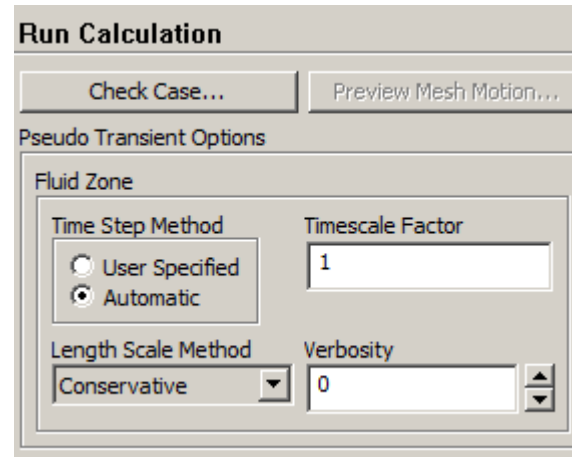 Run Calculation
Check Case... Preview Mesh Motion...
Pseudo Transient Options
Fluid Zone
Time Step Method Timescale Factor
User Specified 1
Automatic
Length Scale Method Verbosity
Conservative 0